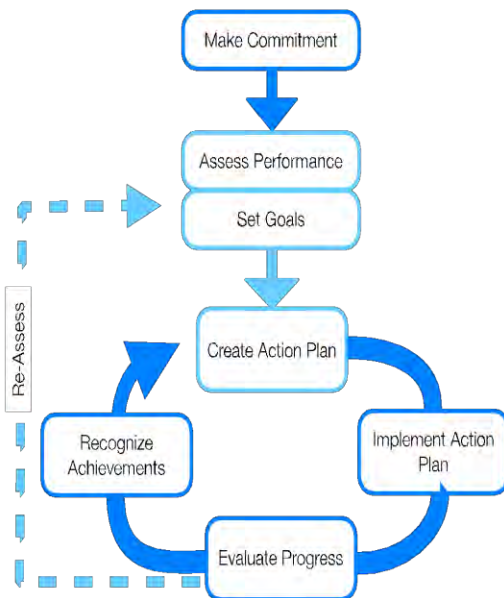 Make Commitment
Assess Performance
Set Goals
Create Action Plan
Re-Assess
Recognize
Achievements
Implement Action
Plan
Evaluate Progress